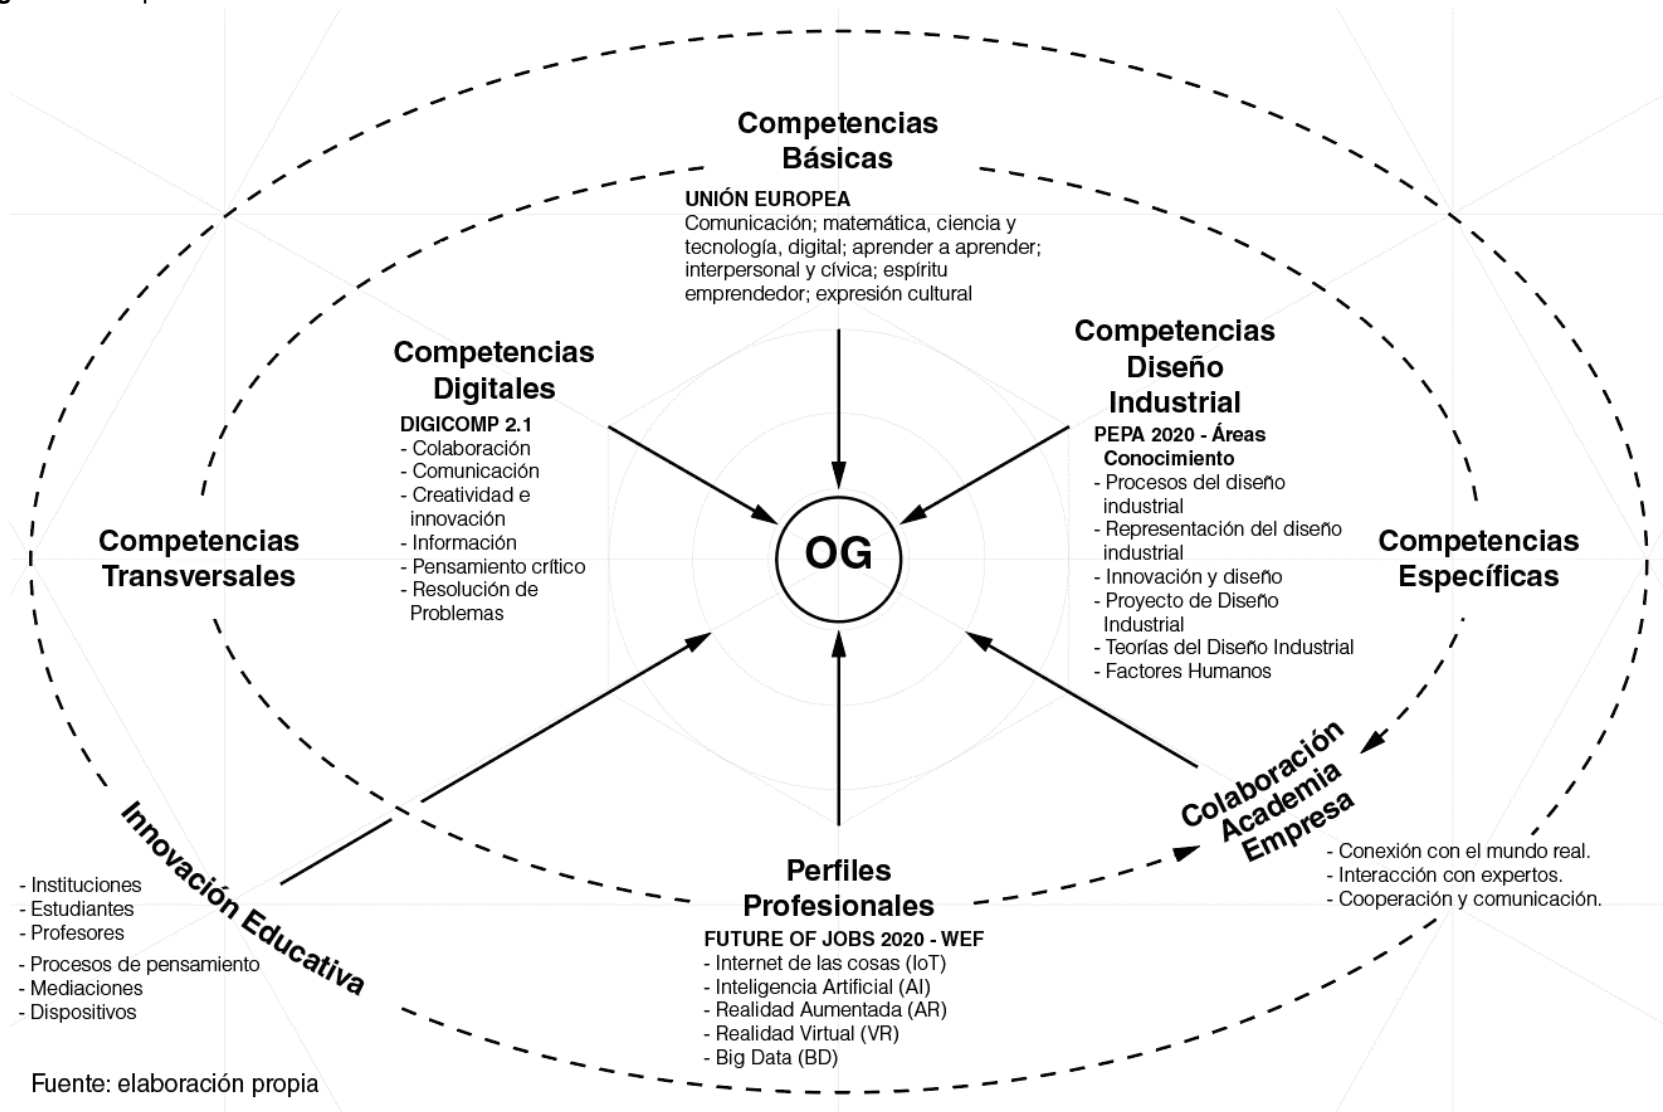 Competencias
Básicas
UNIÓN EUROPEA
Comunicación; matemática, ciencia y
tecnología, digital; aprender a aprender;
interpersonal y cívica; espíritu
emprendedor; expresión cultural
Competencias
Digitales
DIGICOMP 2.1
- Colaboración
- Comunicación
- Creatividad e
innovación
- Información
- Pensamiento crítico
- Resolución de
Problemas
Competencias
Diseño
Industrial
PEPA 2020 - Áreas
Conocimiento
- Procesos del diseño
industrial
- Representación del diseño
industrial
- Innovación y diseño
- Proyecto de Diseño
Industrial
- Teorías del Diseño Industrial
- Factores Humanos
Competencias
Transversales
OG
Competencias
Específicas
Innovación Educativa
- Instituciones
- Estudiantes
- Profesores
- Procesos de pensamiento
- Mediaciones
- Dispositivos
Perfiles
Profesionales
FUTURE OF JOBS 2020 - WEF
- Internet de las cosas (IoT)
- Inteligencia Artificial (AI)
- Realidad Aumentada (AR)
- Realidad Virtual (VR)
- Big Data (BD)
Colaboración
Academia
Empresa
- Conexión con el mundo real.
- Interacción con expertos.
- Cooperación y comunicación.
Fuente: elaboración propia